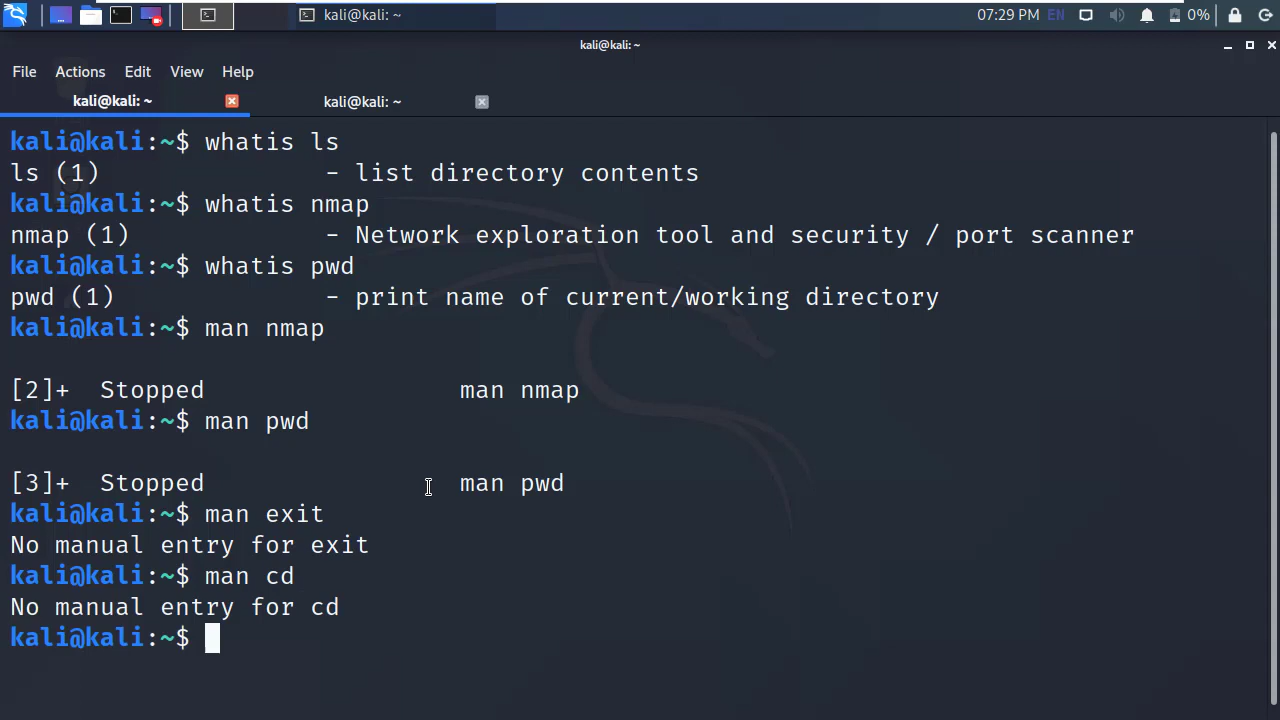 kali@kali: ~
07:29 PM EN 0%
kali@kali: ~
File Actions Edit View Help
kali@kali: ~ kali@kali: ~
kali@kali:~$ whatis ls
ls (1)               - list directory contents
kali@kali:~$ whatis nmap
nmap (1)             - Network exploration tool and security / port scanner
kali@kali:~$ whatis pwd
pwd (1)              - print name of current/working directory
kali@kali:~$ man nmap
[2]+  Stopped                 man nmap
kali@kali:~$ man pwd
[3]+  Stopped                 man pwd
kali@kali:~$ man exit
No manual entry for exit
kali@kali:~$ man cd
No manual entry for cd
kali@kali:~$